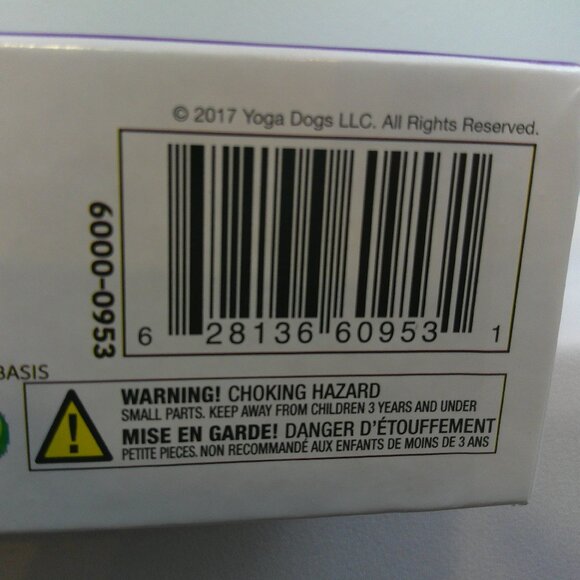 © 2017 Yoga Dogs LLC. All Rights Reserved.
6000-0953
6 28136 60953 1
BASIS
WARNING! CHOKING HAZARD
SMALL PARTS. KEEP AWAY FROM CHILDREN 3 YEARS AND UNDER
MISE EN GARDE! DANGER D'ÉTOUFFEMENT
PETITE PIECES. NON RECOMMANDÉ AUX ENFANTS DE MOINS DE 3 ANS